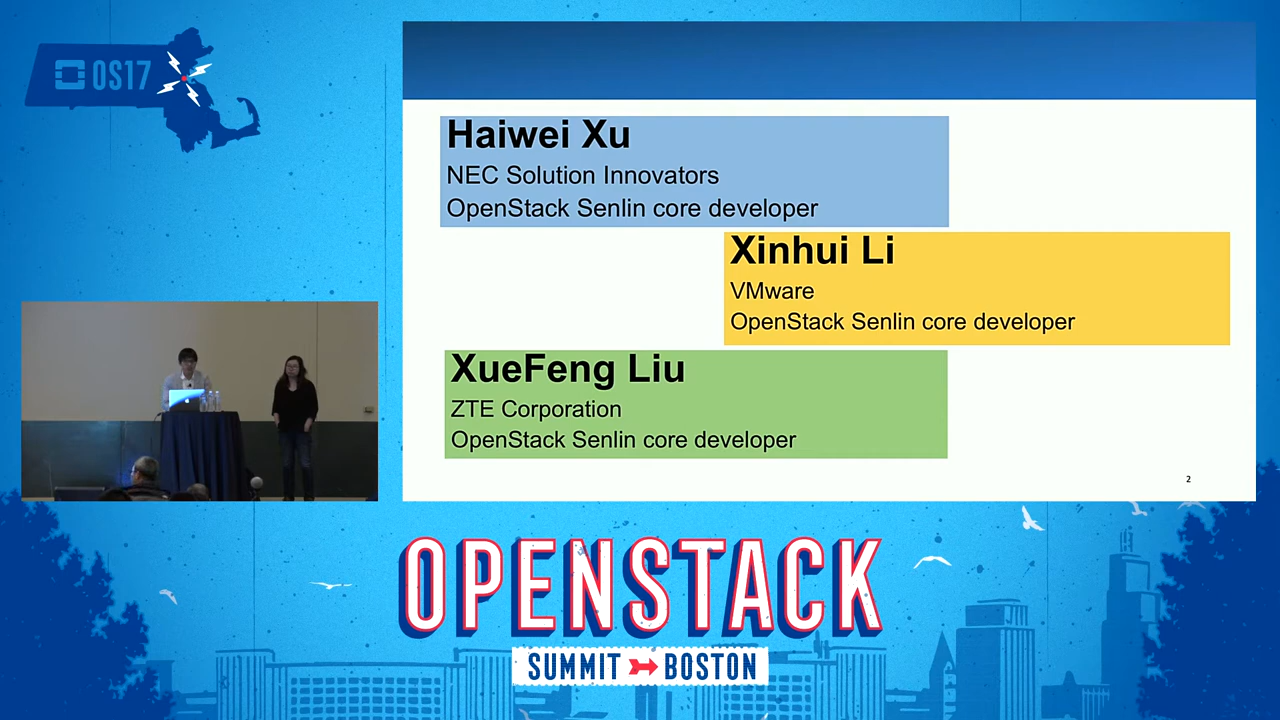 OS17
Haiwei Xu
NEC Solution Innovators
OpenStack Senlin core developer
Xinhui Li
VMware
OpenStack Senlin core developer
XueFeng Liu
ZTE Corporation
OpenStack Senlin core developer
2
OPENSTACK
SUMMIT BOSTON